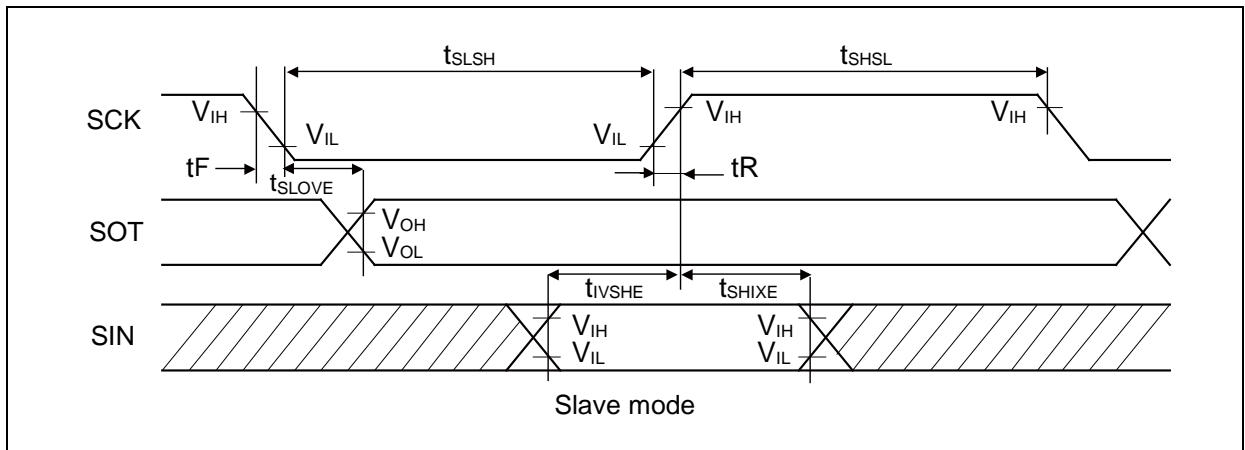 tSLSH
tSHSL
SCK
VIH
VIL
VIL
VIH
VIH
tF
tSLOVE
tR
SOT
VOH
VOL
tIVSHE
tSHIXE
SIN
VIH
VIL
VIH
VIL
Slave mode